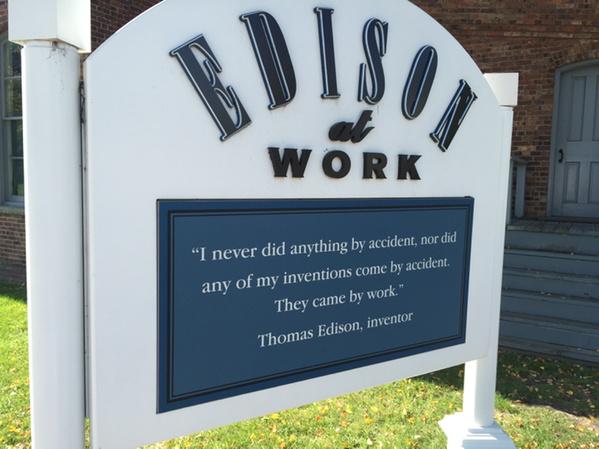 EDISON
at
WORK
“I never did anything by accident, nor did
any of my inventions come by accident.
They came by work.”
Thomas Edison, inventor